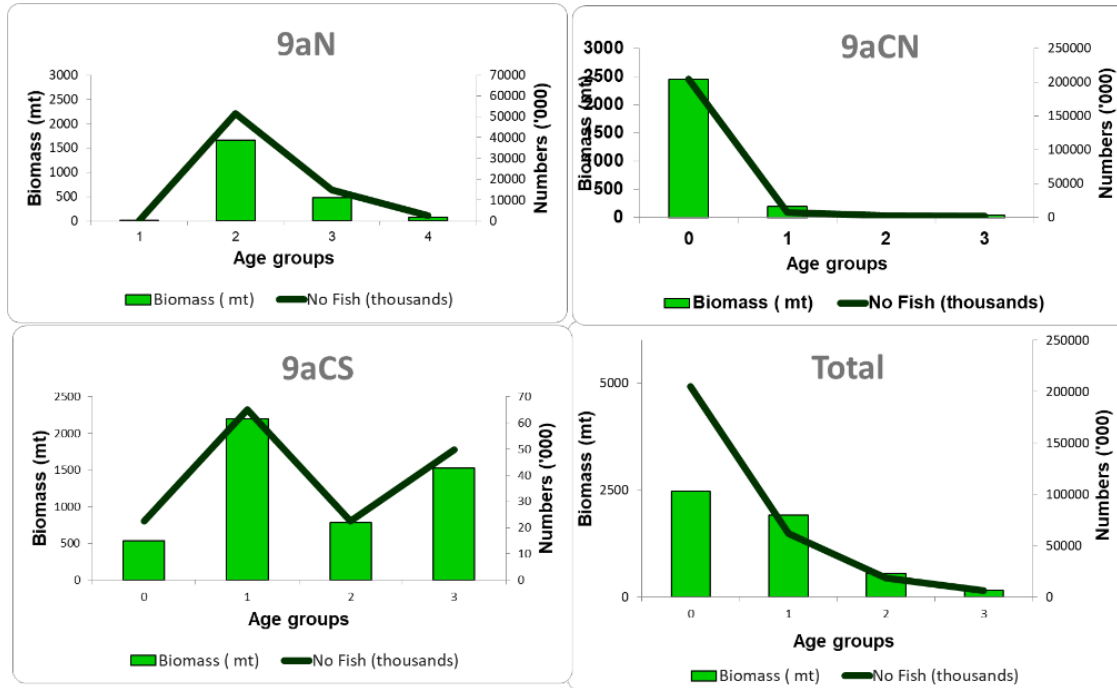 9aN
Biomass (mt)
3000
2500
2000
1500
1000
500
0
70000
60000
50000
40000
30000
20000
10000
0
Numbers ('000)
1 2 3 4
Age groups
Biomass ( mt) No Fish (thousands)
9aCN
Biomass (mt)
3000
2500
2000
1500
1000
500
0
250000
200000
150000
100000
50000
0
Numbers ('000)
0 1 2 3
Age groups
Biomass ( mt) No Fish (thousands)
9aCS
Biomass (mt)
2500
2000
1500
1000
500
0
70
60
50
40
30
20
10
0
Numbers ('000)
0 1 2 3
Age groups
Biomass ( mt) No Fish (thousands)
Total
Biomass (mt)
5000
2500
0
250000
200000
150000
100000
50000
0
Numbers ('000)
0 1 2 3
Age groups
Biomass ( mt) No Fish (thousands)